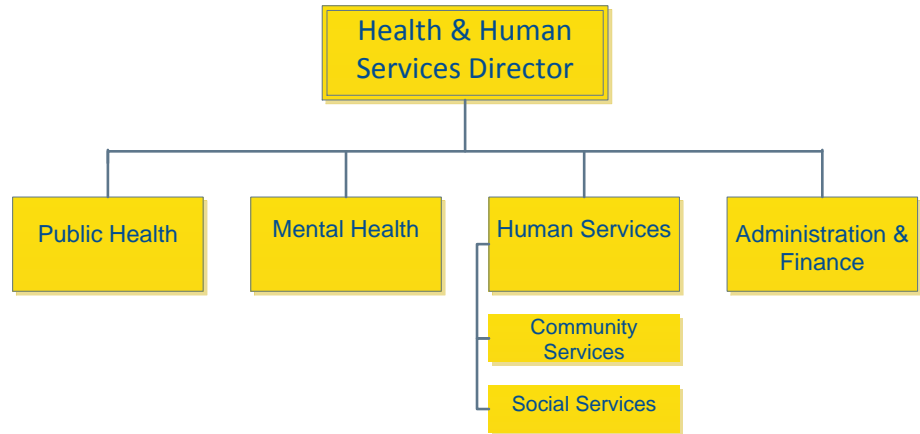 Health & Human
Services Director
Public Health
Mental Health
Human Services
Administration &
Finance
Community
Services
Social Services